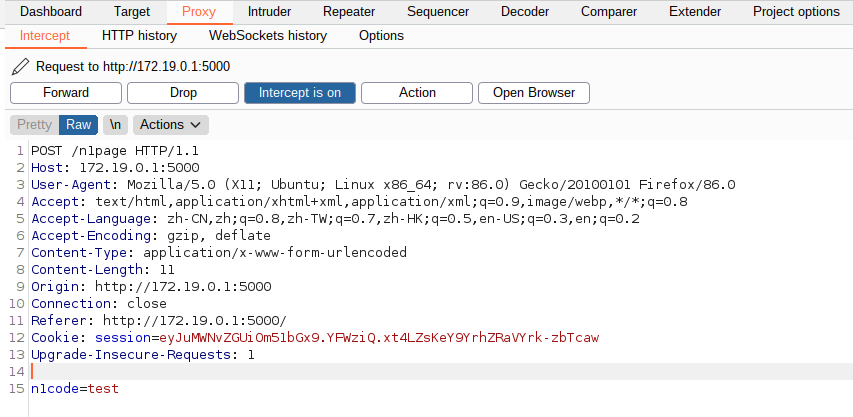 Dashboard Target Proxy Intruder Repeater Sequencer Decoder Comparer Extender Project options
Intercept HTTP history WebSockets history Options
Request to http://172.19.0.1:5000
Forward Drop Intercept is on Action Open Browser
Pretty Raw \n Actions
1 POST /n1page HTTP/1.1
2 Host: 172.19.0.1:5000
3 User-Agent: Mozilla/5.0 (X11; Ubuntu; Linux x86_64; rv:86.0) Gecko/20100101 Firefox/86.0
4 Accept: text/html,application/xhtml+xml,application/xml;q=0.9,image/webp,*/*;q=0.8
5 Accept-Language: zh-CN,zh;q=0.8,zh-TW;q=0.7,zh-HK;q=0.5,en-US;q=0.3,en;q=0.2
6 Accept-Encoding: gzip, deflate
7 Content-Type: application/x-www-form-urlencoded
8 Content-Length: 11
9 Origin: http://172.19.0.1:5000
10 Connection: close
11 Referer: http://172.19.0.1:5000/
12 Cookie: session=eyJuMWNvZGUiOm51bGx9.YFWziQ.xt4LZsKeY9YrhZRaVYrk-zbTcaw
13 Upgrade-Insecure-Requests: 1
14
15 n1code=test